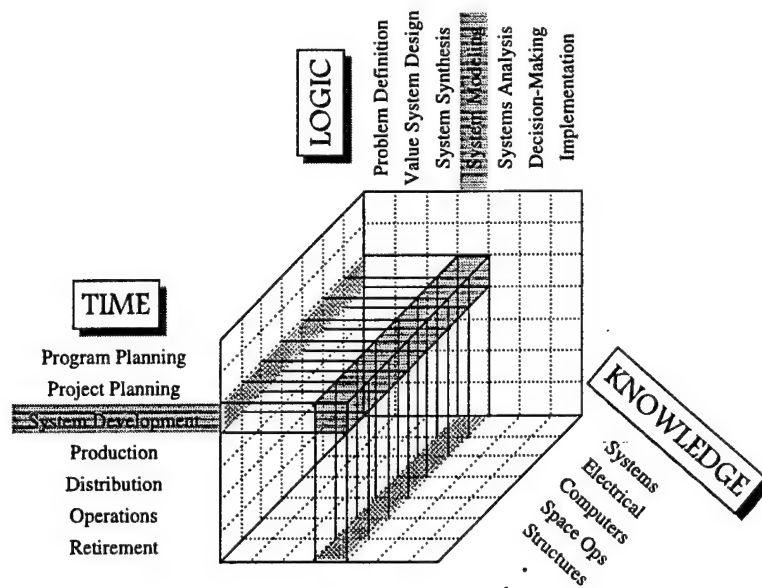 LOGIC
Problem Definition
Value System Design
System Synthesis
System Modeling
Systems Analysis
Decision-Making
Implementation
TIME
Program Planning
Project Planning
System Development
Production
Distribution
Operations
Retirement
KNOWLEDGE
Systems
Electrical
Computers
Space Ops
Structures